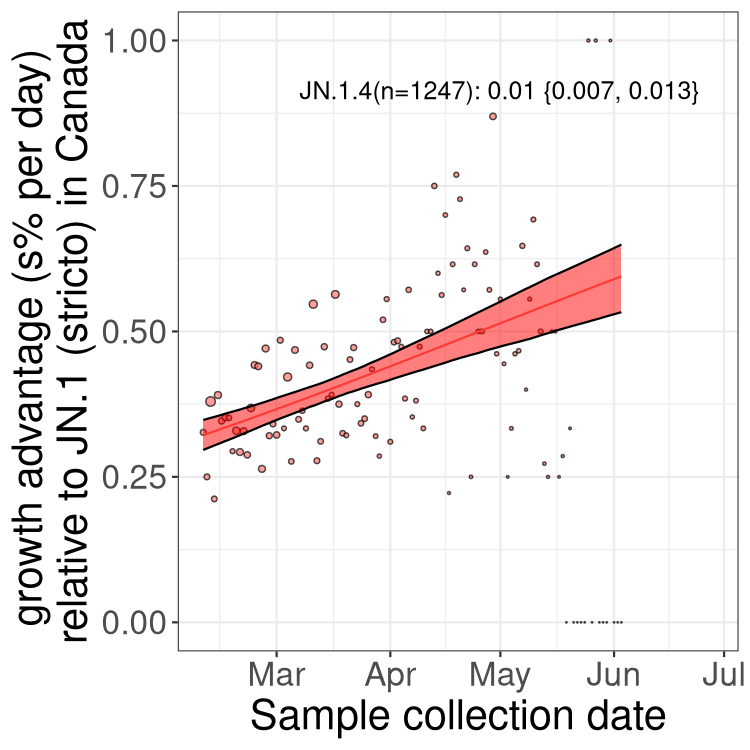 growth advantage (s% per day)
relative to JN.1 (stricto) in Canada
1.00
0.75
0.50
0.25
0.00
JN.1.4(n=1247): 0.01 {0.007, 0.013}
Mar
Apr
May
Jun
Jul
Sample collection date